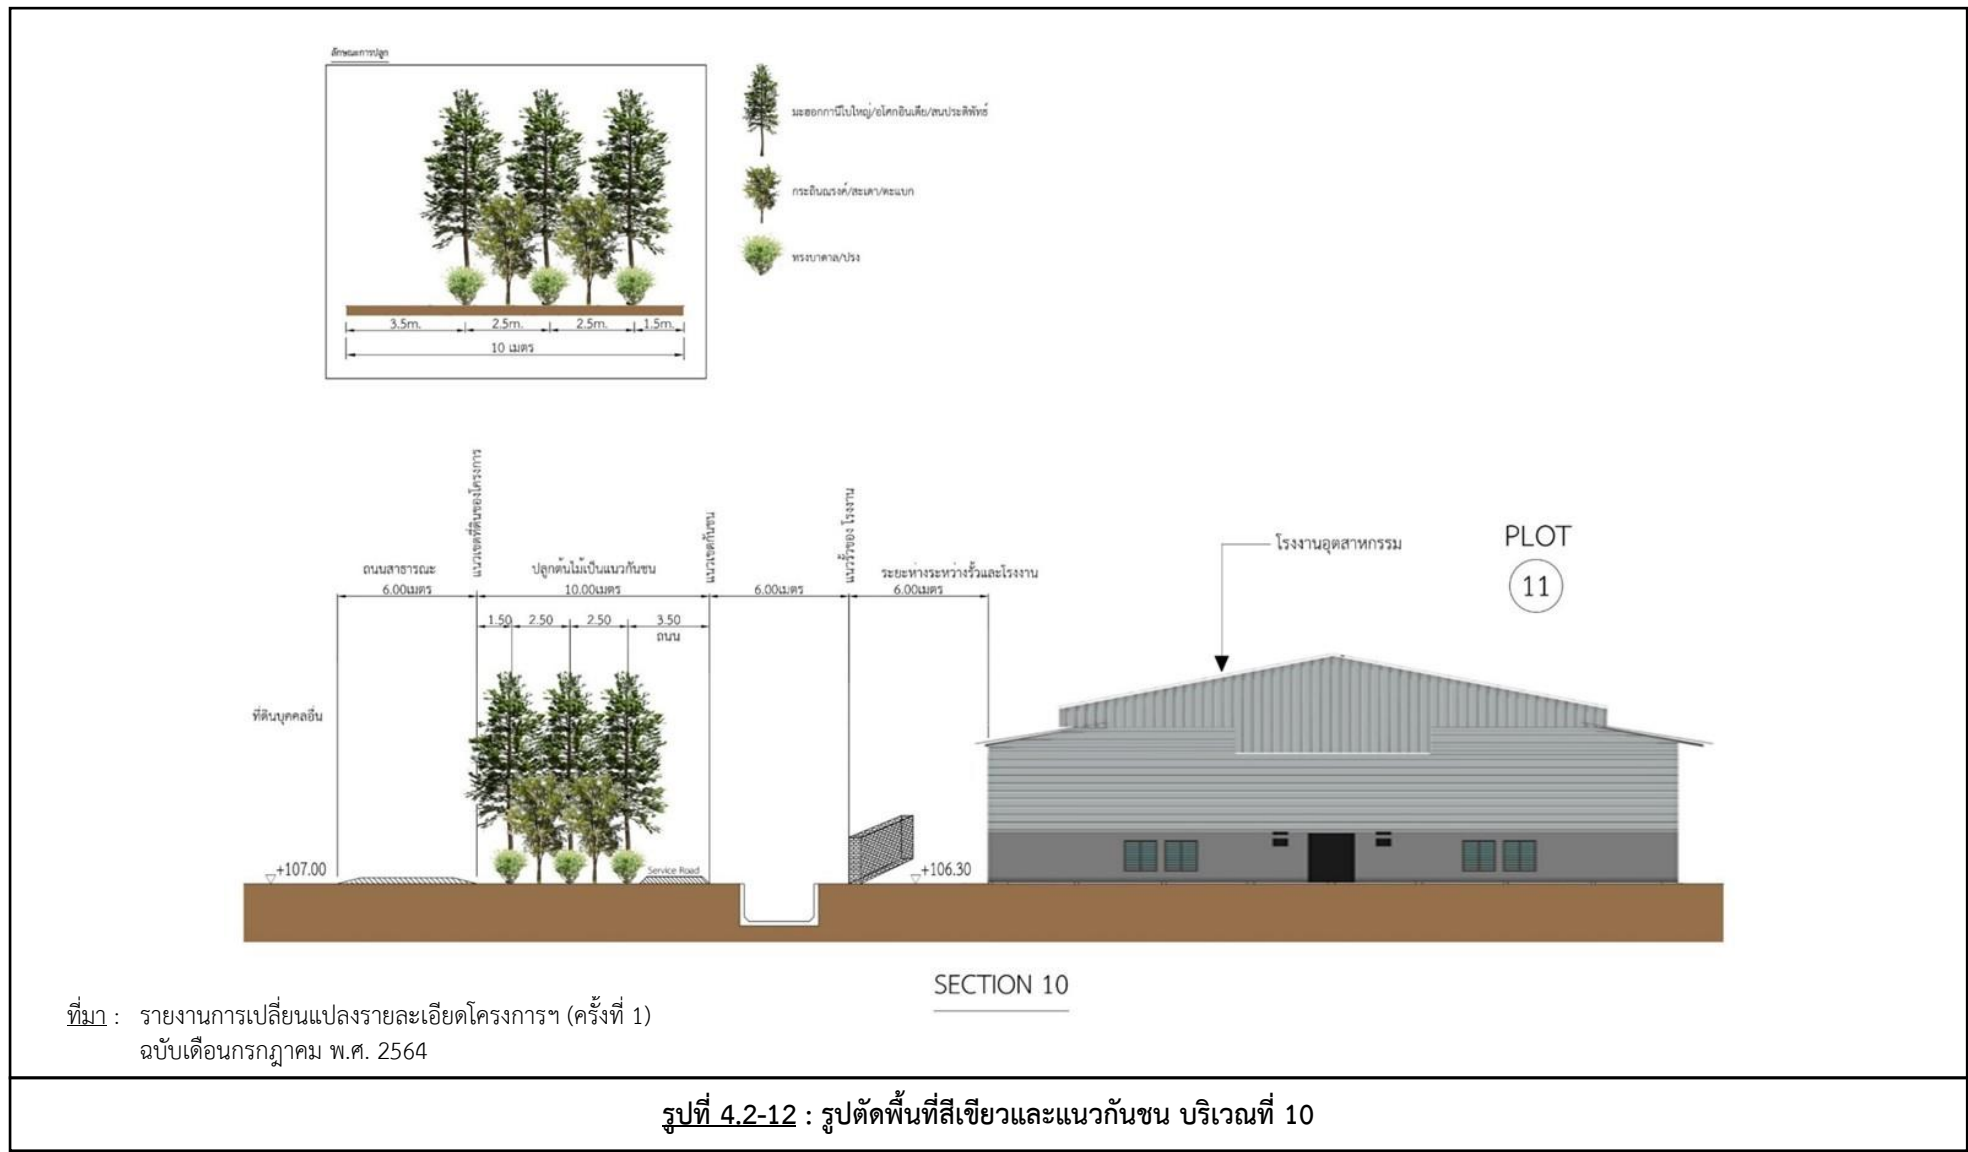 ลักษณะการปลูก
มะฮอกกานีใบใหญ่/อโศกอินเดีย/สนประดิพัทธ์
กระถินณรงค์/สะเดา/ตะแบก
ทรงบาดาล/ปรง
3.5m. 2.5m. 2.5m. 1.5m.
10 เมตร
แนวเขตที่ดินของโครงการ
แนวเขตกันชน
แนวรั้วของ โรงงาน
ถนนสาธารณะ
6.00เมตร
ปลูกต้นไม้เป็นแนวกันชน
10.00เมตร
6.00เมตร
ระยะห่างระหว่างรั้วและโรงงาน
6.00เมตร
1.50 2.50 2.50 3.50
ถนน
โรงงานอุตสาหกรรม
PLOT
11
ที่ดินบุคคลอื่น
+107.00
Service Road
+106.30
SECTION 10
ที่มา : รายงานการเปลี่ยนแปลงรายละเอียดโครงการฯ (ครั้งที่ 1)
ฉบับเดือนกรกฎาคม พ.ศ. 2564
รูปที่ 4.2-12 : รูปตัดพื้นที่สีเขียวและแนวกันชน บริเวณที่ 10